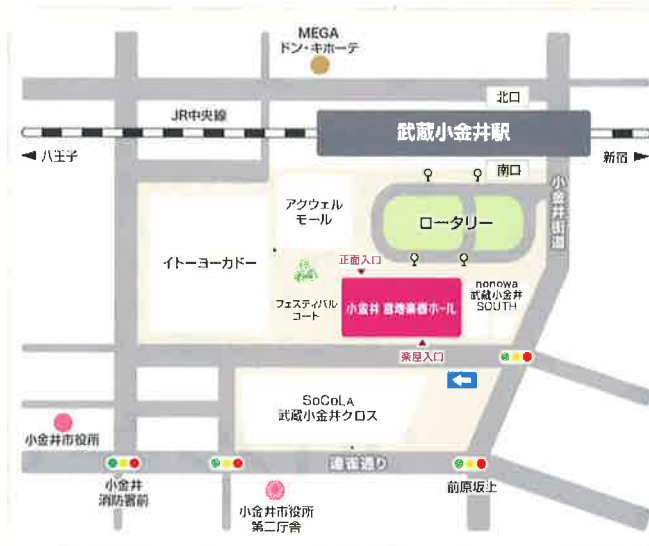 MEGA
ドン・キホーテ
北口
JR中央線
武蔵小金井駅
八王子
新宿
南口
小金井街道
アクウェル
モール
ロータリー
イトーヨーカドー
正面入口
フェスティバル
コート
小金井 宮地楽器ホール
nonowa
武蔵小金井
SOUTH
楽屋入口
SoCoLA
武蔵小金井クロス
小金井市役所
連雀通り
小金井
消防署前
前原坂上
小金井市役所
第二庁舎